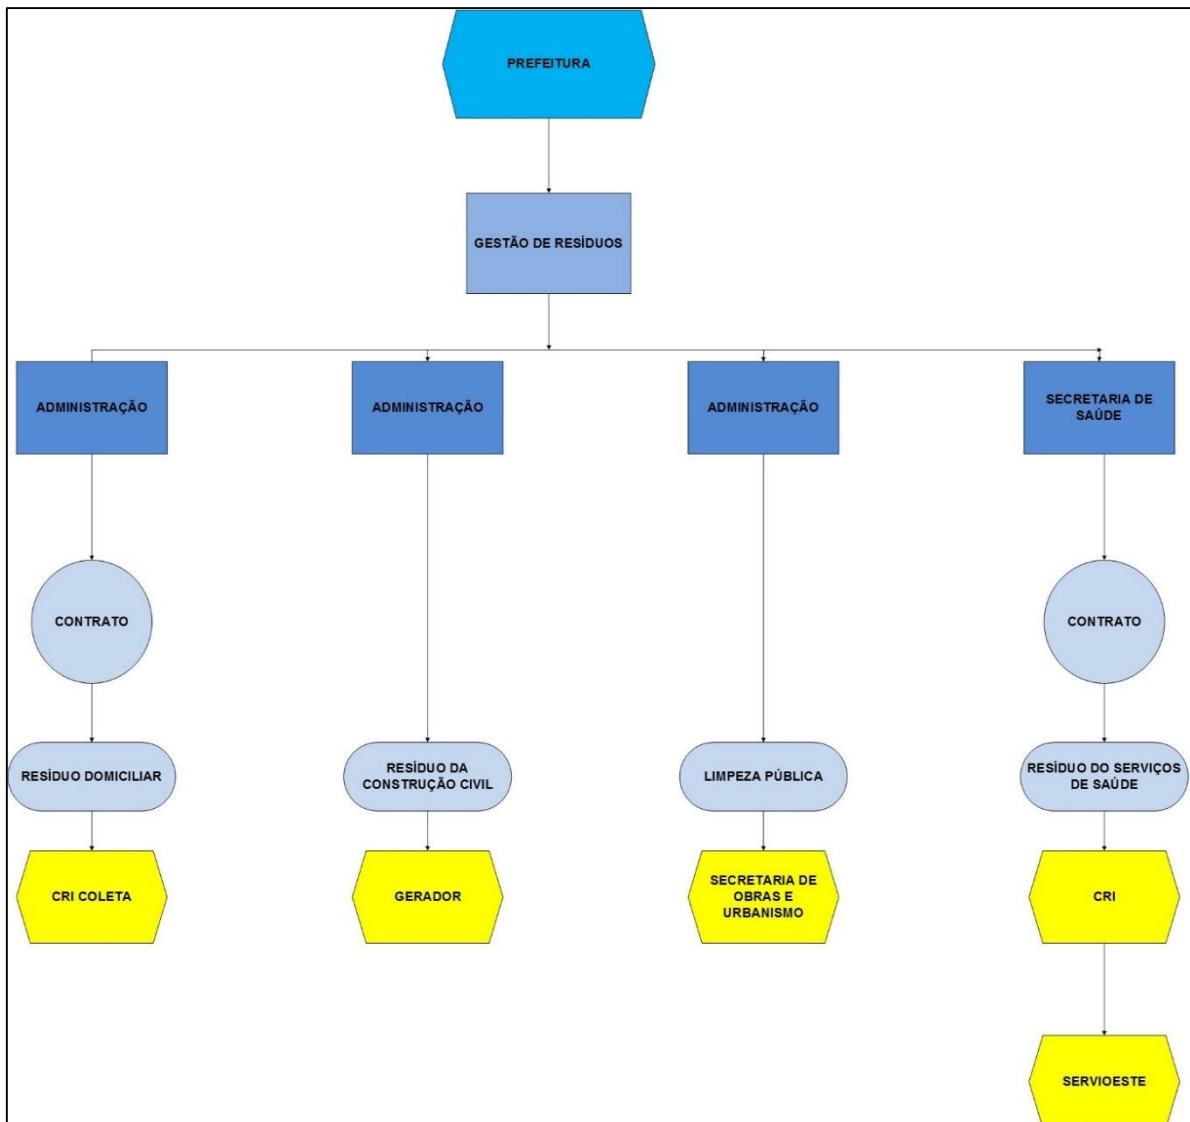 PREFEITURA
GESTÃO DE RESÍDUOS
ADMINISTRAÇÃO
ADMINISTRAÇÃO
ADMINISTRAÇÃO
SECRETARIA DE
SAÚDE
CONTRATO
CONTRATO
RESÍDUO DOMICILIAR
RESÍDUO DA
CONSTRUÇÃO CIVIL
LIMPEZA PÚBLICA
RESÍDUO DO SERVIÇOS
DE SAÚDE
CRI COLETA
GERADOR
SECRETARIA DE
OBRAS E
URBANISMO
CRI
SERVIOESTE